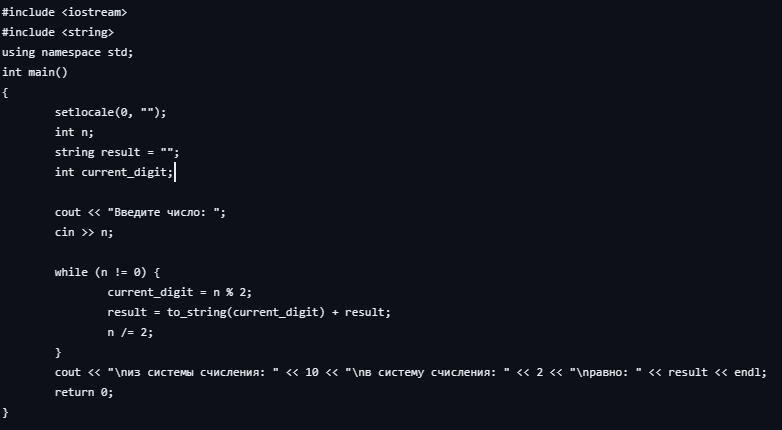 #include <iostream>
#include <string>
using namespace std;
int main()
{
setlocale(0, "");
int n;
string result = "";
int current_digit;
cout << "Введите число: ";
cin >> n;
while (n != 0) {
current_digit = n % 2;
result = to_string(current_digit) + result;
n /= 2;
}
cout << "\nиз системы счисления: " << 10 << "\nв систему счисления: " << 2 << "\nравно: " << result << endl;
return 0;
}